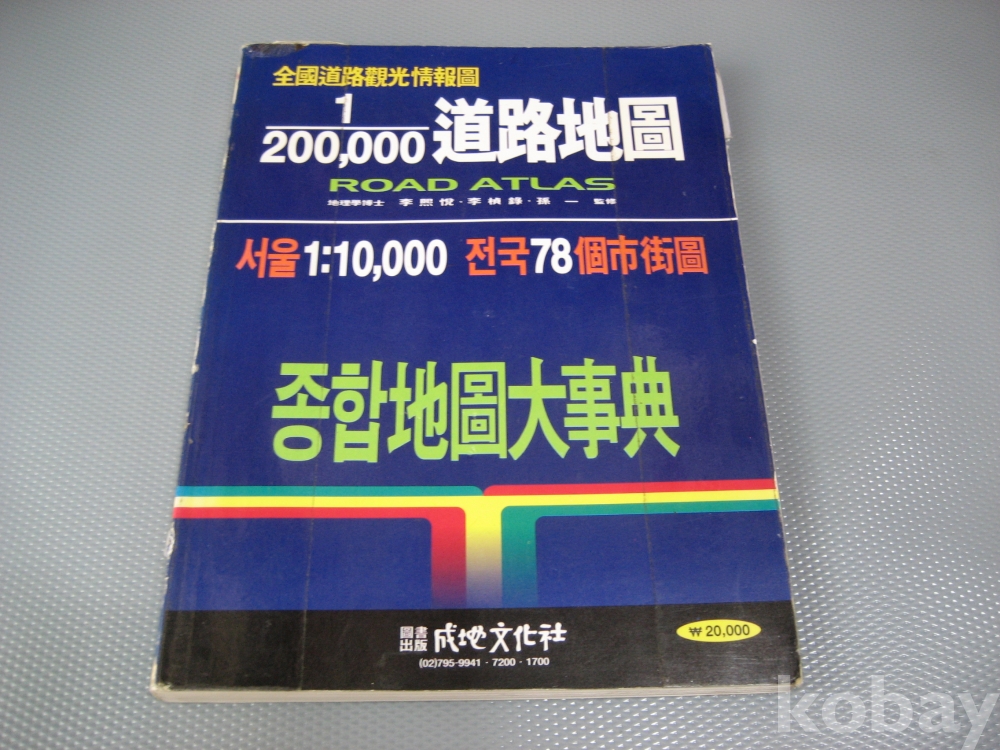 全國道路觀光情報圖
1
200,000 道路地圖
ROAD ATLAS
地理學博士 李熙悅·李楨鋒·孫一 監修
서울 1:10,000 전국 78 個市街圖
종합地圖大事典
圖書出版 成地文化社
(02)795-9941 · 7200 · 1700
₩ 20,000
kobay